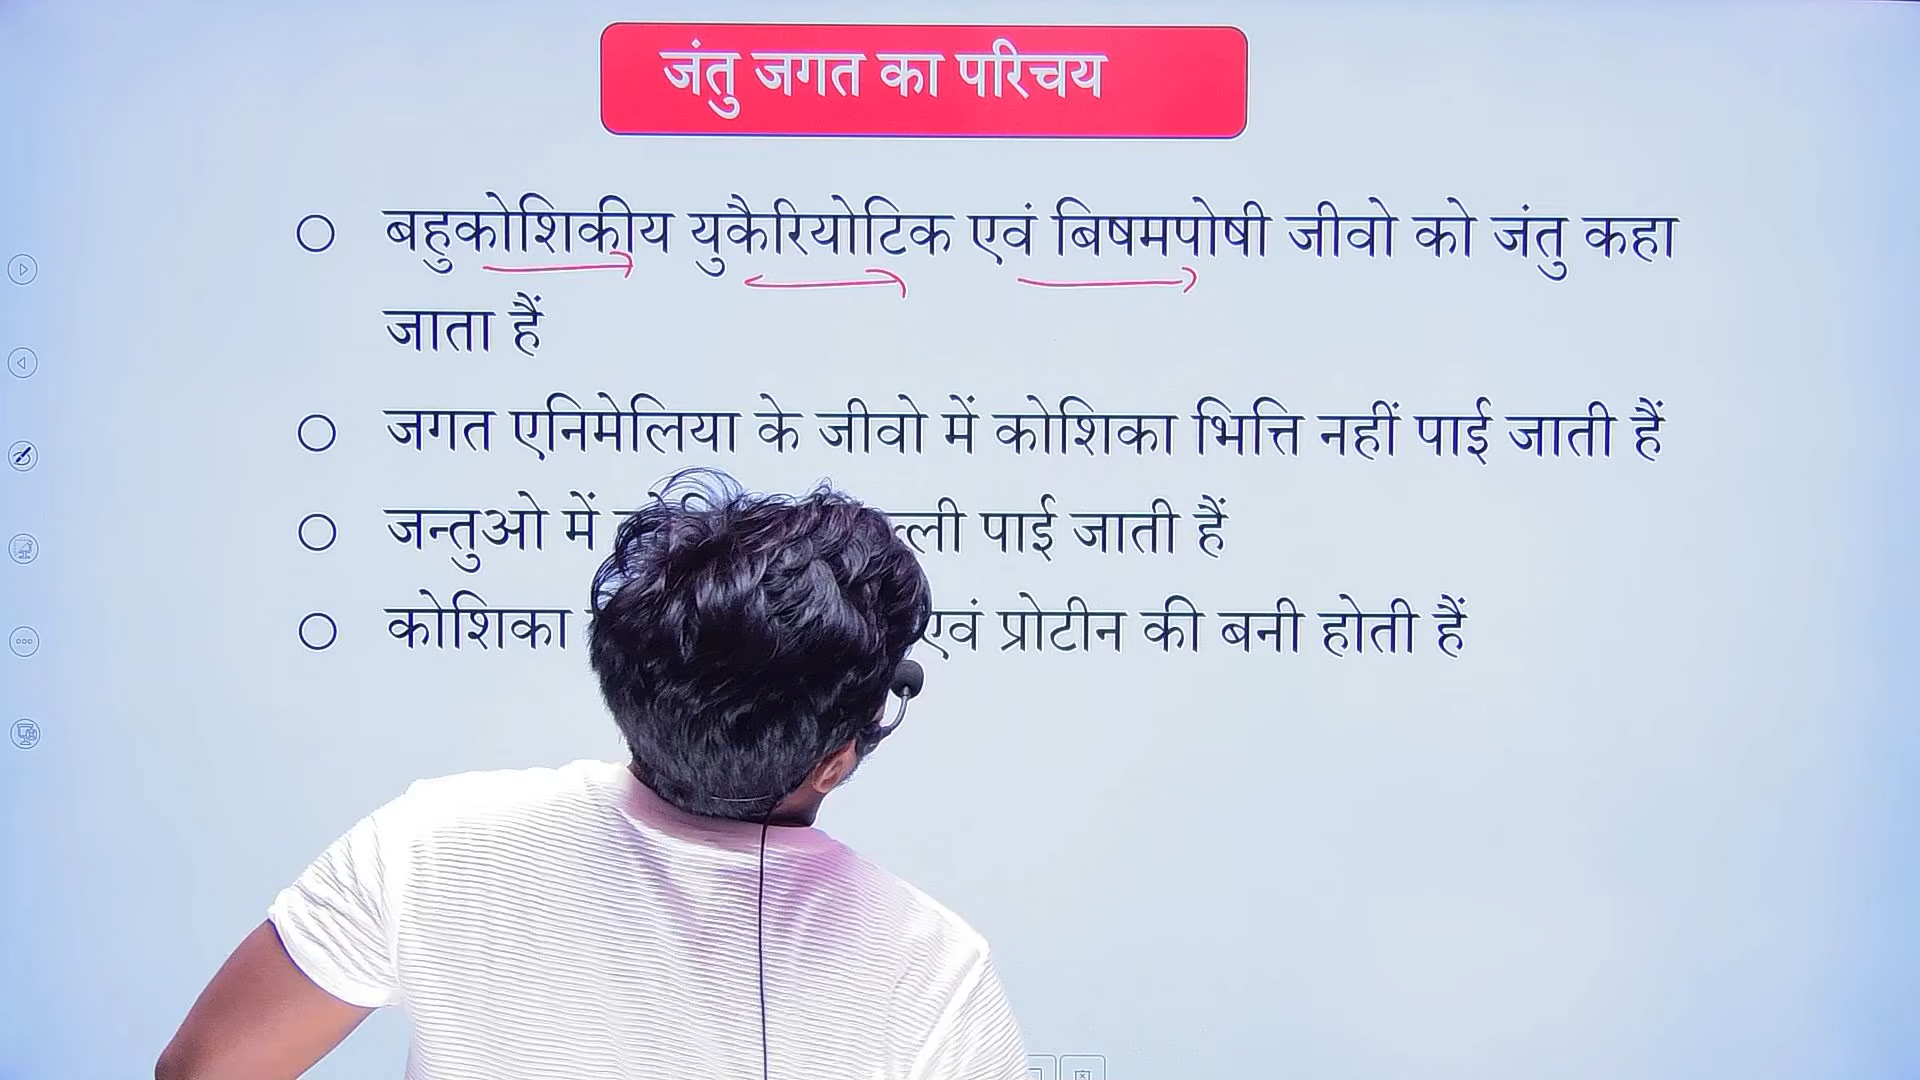 जंतु जगत का परिचय
बहुकोशिकीय युकैरियोटिक एवं बिषमपोषी जीवो को जंतु कहा
जाता हैं
जगत एनिमेलिया के जीवो में कोशिका भित्ति नहीं पाई जाती हैं
जन्तुओ में पाई जाती हैं
कोशिका एवं प्रोटीन की बनी होती हैं